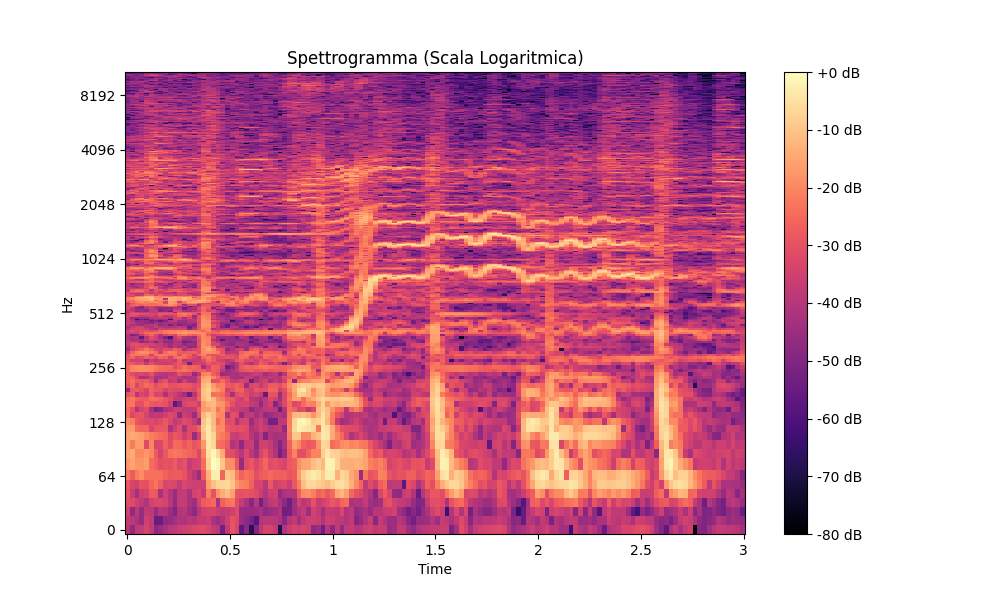 Spettrogramma (Scala Logaritmica)
Hz
8192
4096
2048
1024
512
256
128
64
0
0 0.5 1 1.5 2 2.5 3
Time
+0 dB
-10 dB
-20 dB
-30 dB
-40 dB
-50 dB
-60 dB
-70 dB
-80 dB